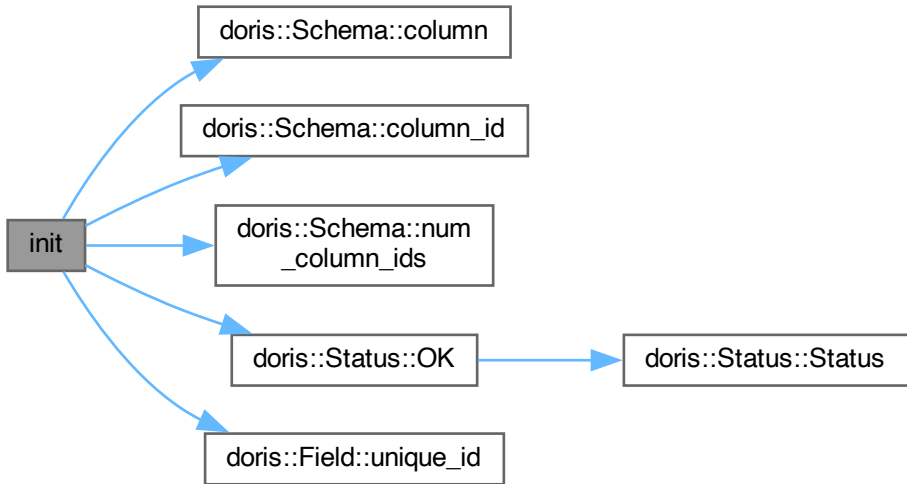 doris::Schema::column
doris::Schema::column_id
init
doris::Schema::num
_column_ids
doris::Status::OK
doris::Status::Status
doris::Field::unique_id